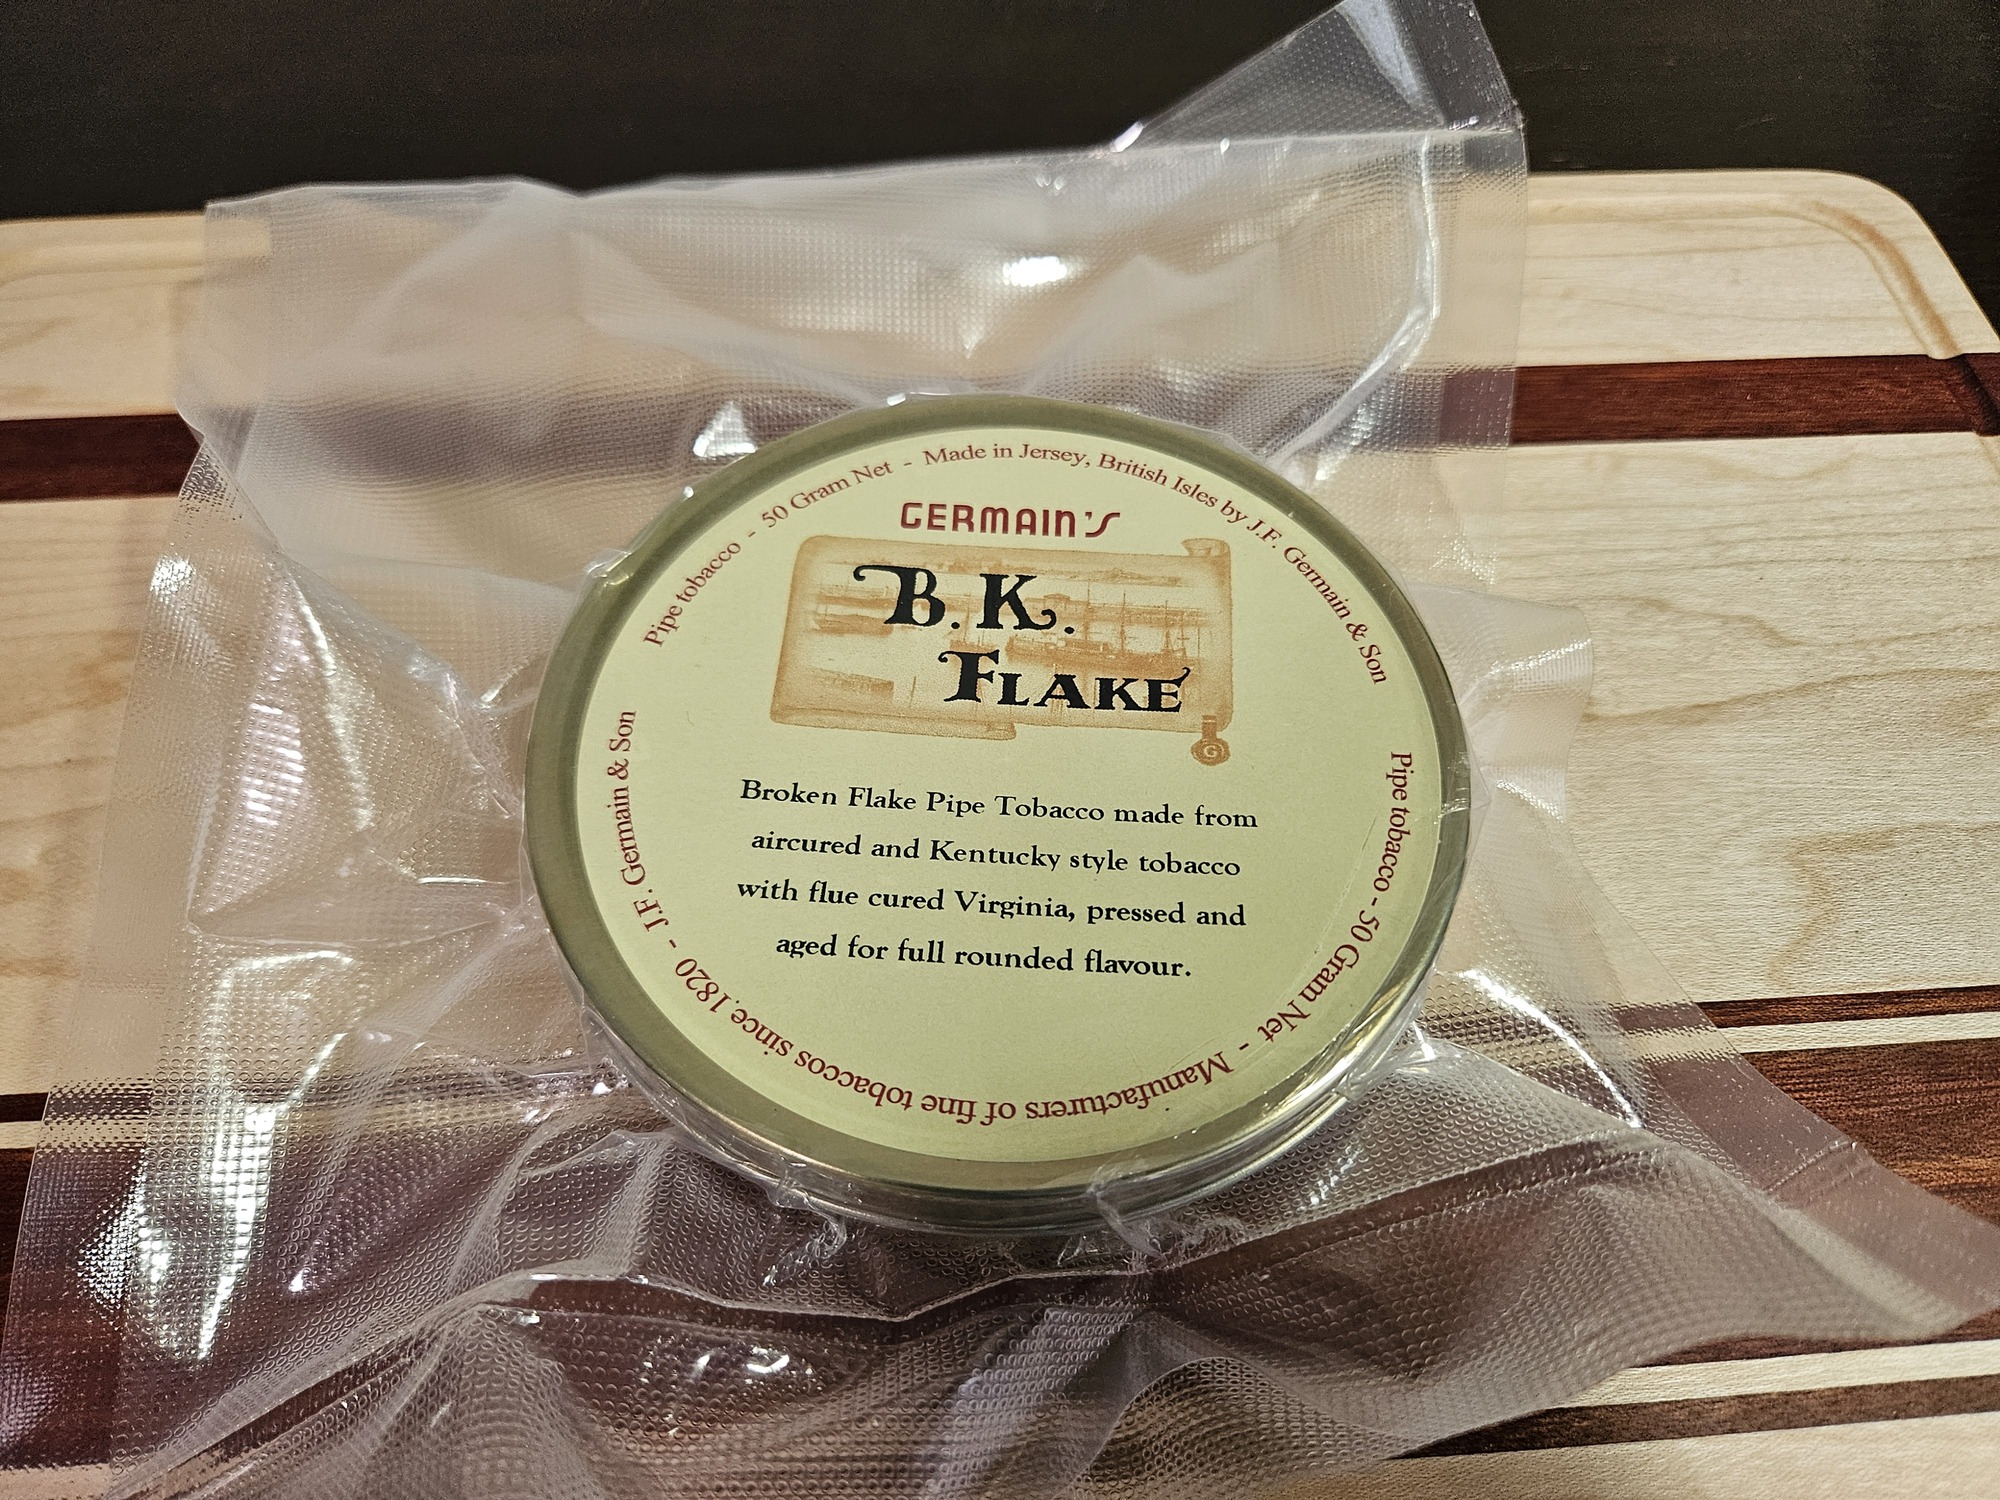 Pipe tobacco - 50 Gram Net - Made in Jersey, British Isles by J.F. Germain & Son
GERMAIN'S
B.K.
FLAKE
G
Broken Flake Pipe Tobacco made from
aircured and Kentucky style tobacco
with flue cured Virginia, pressed and
aged for full rounded flavour.
Pipe tobacco - 50 Gram Net - Manufacturers of fine tobaccos since 1820 - J.F. Germain & Son